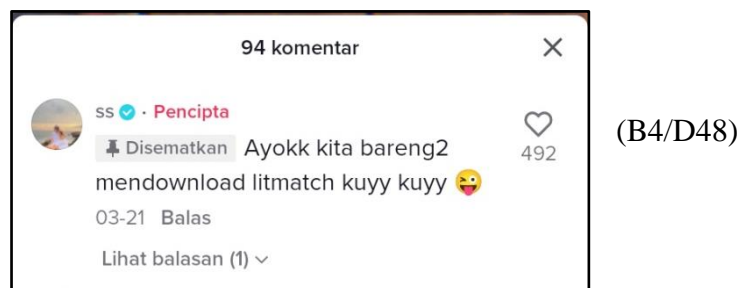 94 komentar
ss · Pencipta
Disematkan Ayokk kita bareng2
492
mendownload litmatch kuyy kuyy 😜
03-21 Balas
Lihat balasan (1)
(B4/D48)